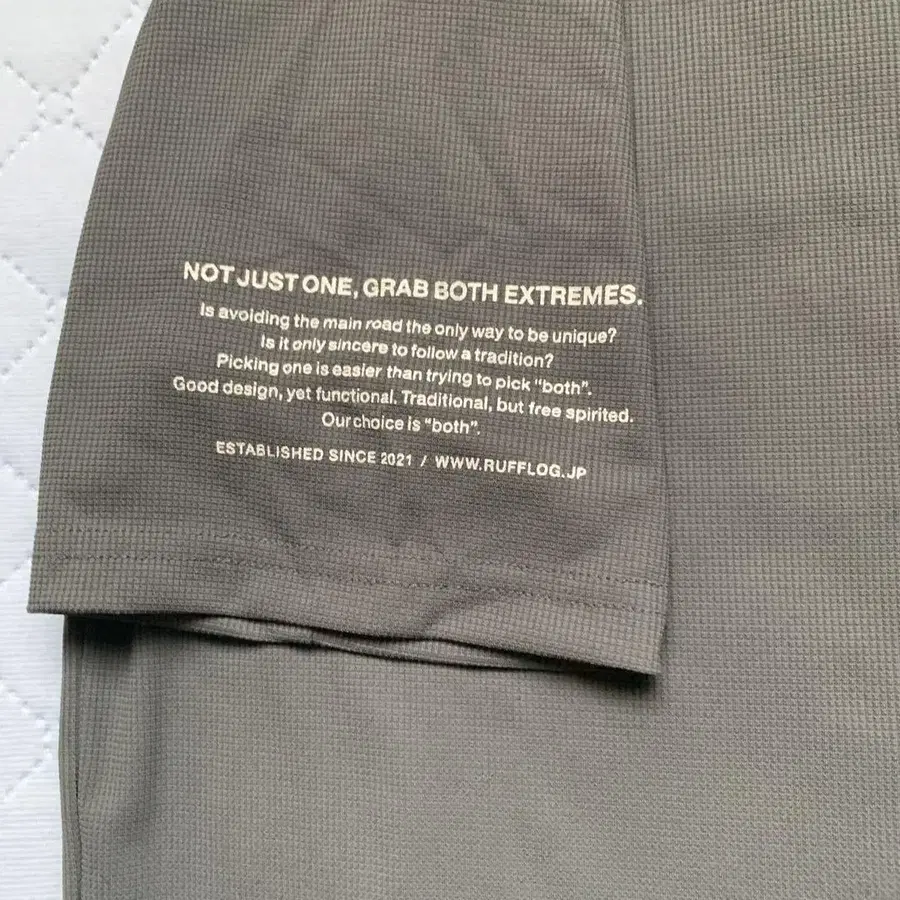 NOT JUST ONE, GRAB BOTH EXTREMES.
Is avoiding the main road the only way to be unique?
Is it only sincere to follow a tradition?
Picking one is easier than trying to pick "both".
Good design, yet functional. Traditional, but free spirited.
Our choice is "both".
ESTABLISHED SINCE 2021 / WWW.RUFFLOG.JP